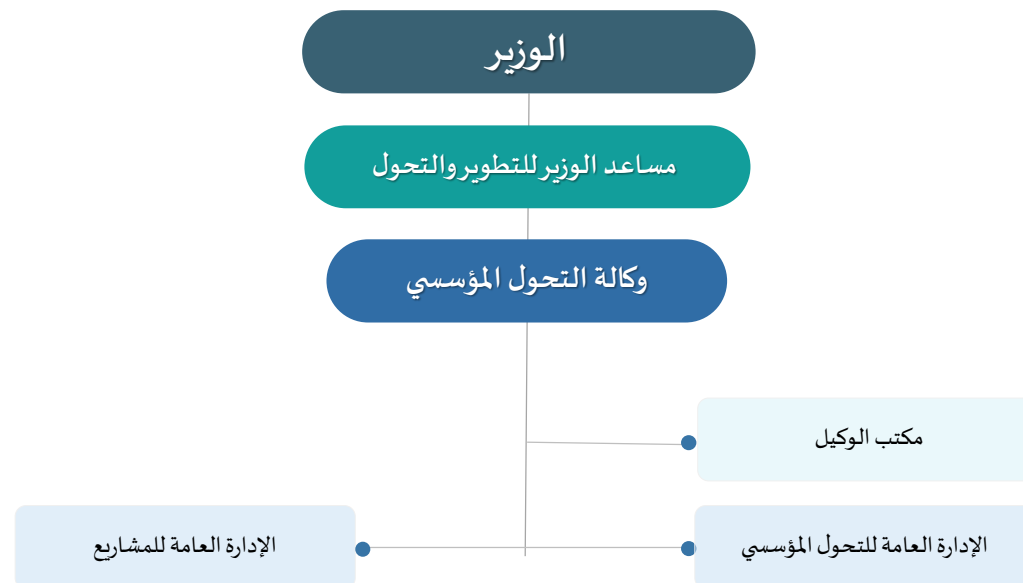 الوزير
مساعد الوزير للتطوير والتحول
وكالة التحول المؤسسي
مكتب الوكيل
الإدارة العامة للتحول المؤسسي
الإدارة العامة للمشاريع